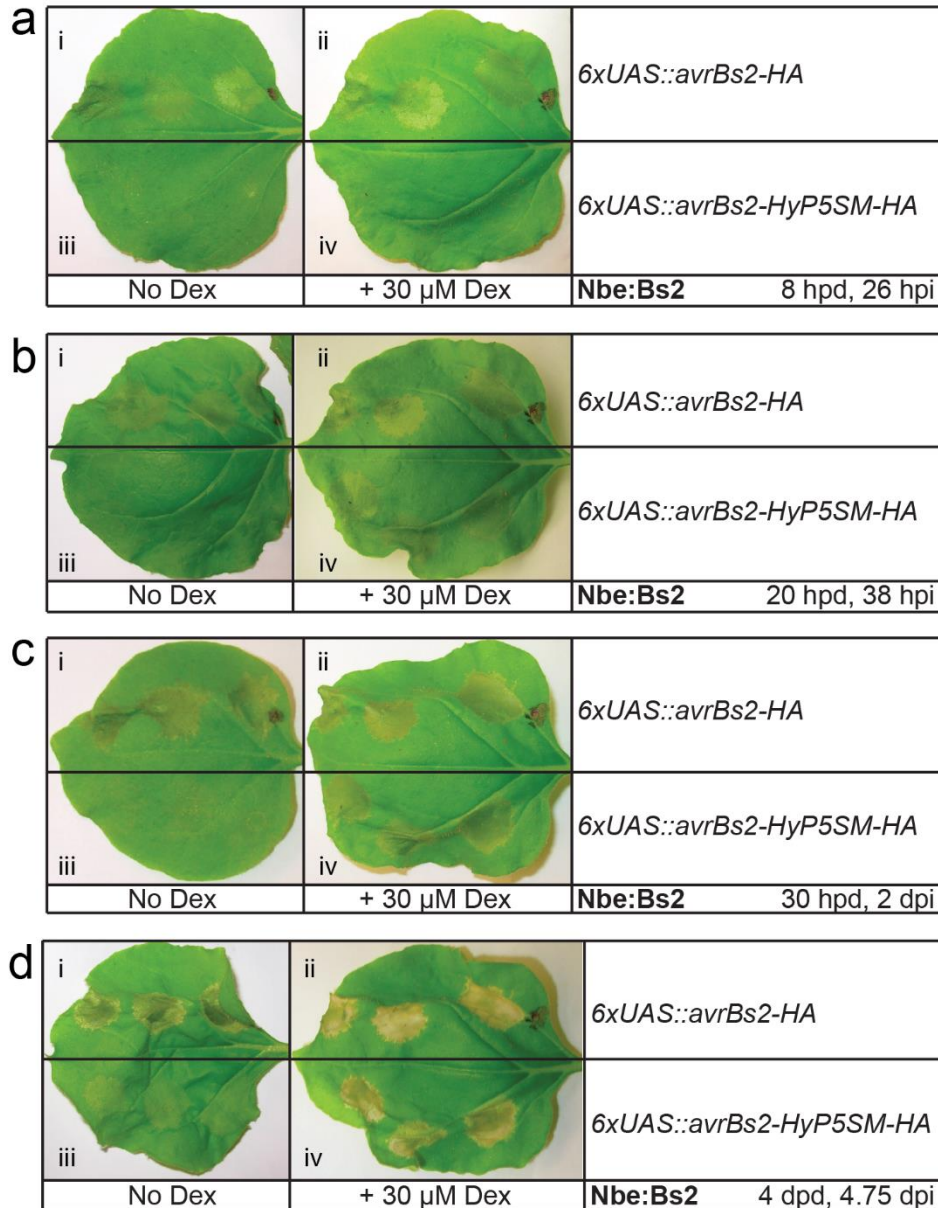 a
i
ii
6xUAS::avrBs2-HA
iii
iv
6xUAS::avrBs2-HyP5SM-HA
No Dex
+ 30 µM Dex
Nbe:Bs2 8 hpd, 26 hpi
b
i
ii
6xUAS::avrBs2-HA
iii
iv
6xUAS::avrBs2-HyP5SM-HA
No Dex
+ 30 µM Dex
Nbe:Bs2 20 hpd, 38 hpi
c
i
ii
6xUAS::avrBs2-HA
iii
iv
6xUAS::avrBs2-HyP5SM-HA
No Dex
+ 30 µM Dex
Nbe:Bs2 30 hpd, 2 dpi
d
i
ii
6xUAS::avrBs2-HA
iii
iv
6xUAS::avrBs2-HyP5SM-HA
No Dex
+ 30 µM Dex
Nbe:Bs2 4 dpd, 4.75 dpi